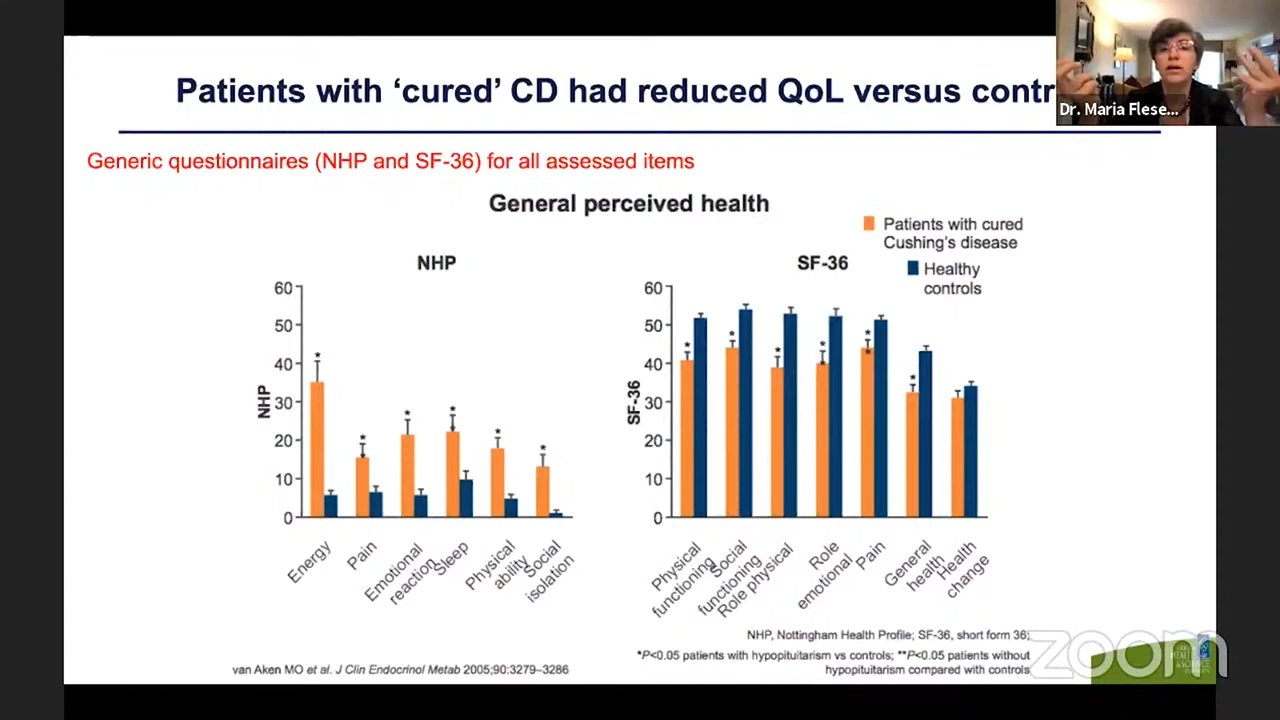 Patients with ‘cured’ CD had reduced QoL versus contr
Dr. Maria Flese...
Generic questionnaires (NHP and SF-36) for all assessed items
General perceived health
Patients with cured
Cushing's disease
Healthy
controls
NHP
60
50
40
30
20
10
0
NHP
Energy
Pain
Emotional
reaction
Sleep
Physical
ability
Social
isolation
SF-36
60
50
40
30
20
10
0
SF-36
Physical
functioning
Social
functioning
Role physical
Role
emotional
Pain
General
health
Health
change
NHP, Nottingham Health Profile; SF-36, short form 36;
*P<0.05 patients with hypopituitarism vs controls; **P<0.05 patients without
hypopituitarism compared with controls
van Aken MO et al. J Clin Endocrinol Metab 2005;90:3279–3286
zoom
HEALTH
&SCIENCE